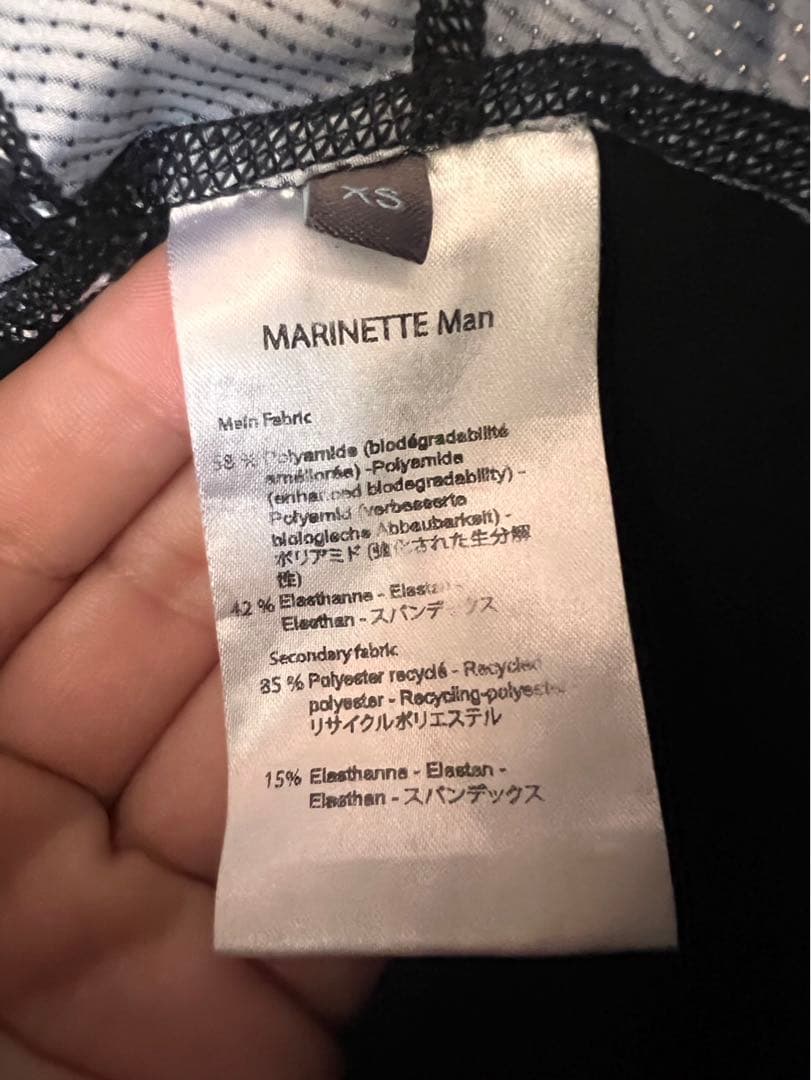 XS
MARINETTE Man
Main Fabric
58 % Polyamide (biodégradabilité
améliorée) -Polyamide
(enhanced biodegradability) -
Polyamid (verbesserte
biologische Abbaubarkeit) -
ポリアミド (強化された生分解
性)
42 % Elasthanne - Elastan -
Elasthan - スパンデックス
Secondary fabric
85 % Polyester recyclé - Recycled
polyester - Recycling-polyester
リサイクルポリエステル
15% Elasthanne - Elastan -
Elasthan - スパンデックス